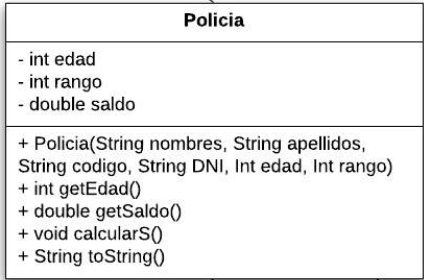 Policia
- int edad
- int rango
- double saldo
+ Policia(String nombres, String apellidos,
String codigo, String DNI, Int edad, Int rango)
+ int getEdad()
+ double getSaldo()
+ void calcularS()
+ String toString()